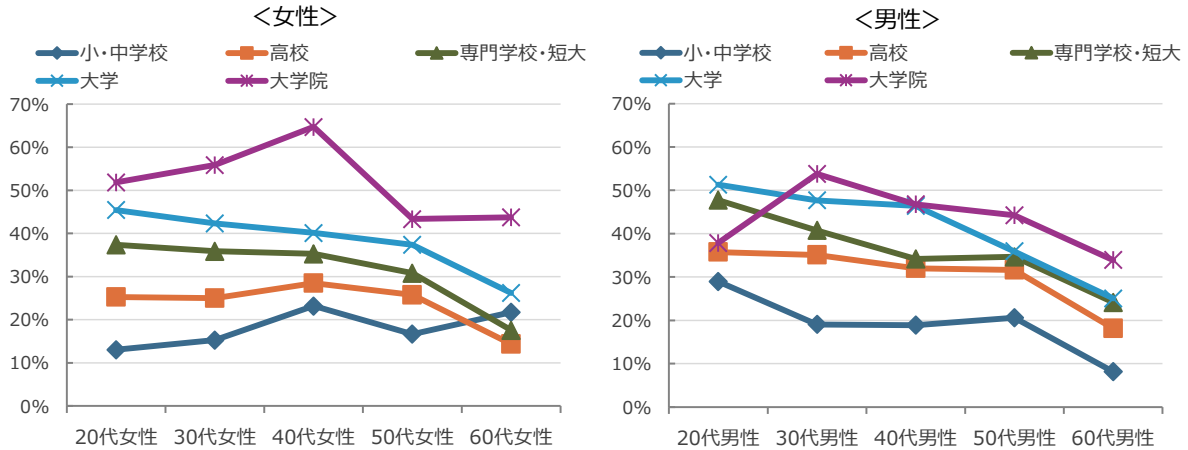 ＜女性＞
小・中学校 高校 専門学校・短大
大学 大学院
70%
60%
50%
40%
30%
20%
10%
0%
20代女性 30代女性 40代女性 50代女性 60代女性
＜男性＞
小・中学校 高校 専門学校・短大
大学 大学院
70%
60%
50%
40%
30%
20%
10%
0%
20代男性 30代男性 40代男性 50代男性 60代男性